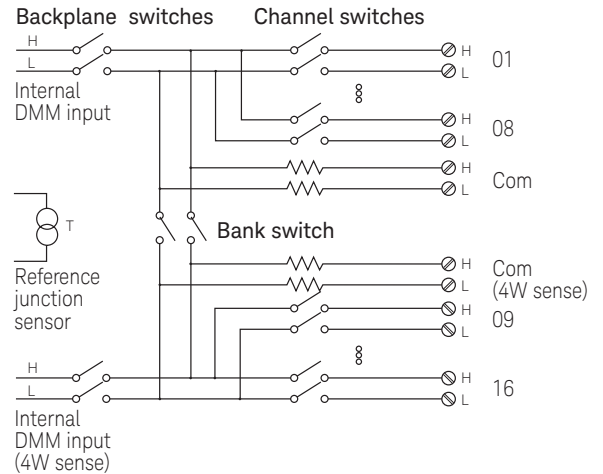 Backplane switches
Channel switches
H
L
Internal
DMM input
H
L
01
H
L
08
H
L
Com
T
Reference
junction
sensor
Bank switch
H
L
Com
(4W sense)
H
L
09
H
L
Internal
DMM input
(4W sense)
H
L
16